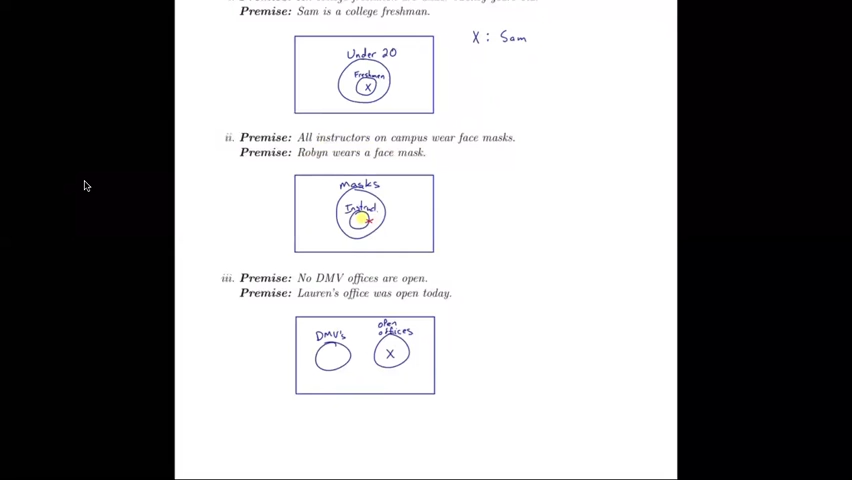 Premise: Sam is a college freshman.
X : Sam
Under 20
Freshmen
X
ii. Premise: All instructors on campus wear face masks.
Premise: Robyn wears a face mask.
masks
Instruct.
x
iii. Premise: No DMV offices are open.
Premise: Lauren's office was open today.
DMV's
open
offices
X